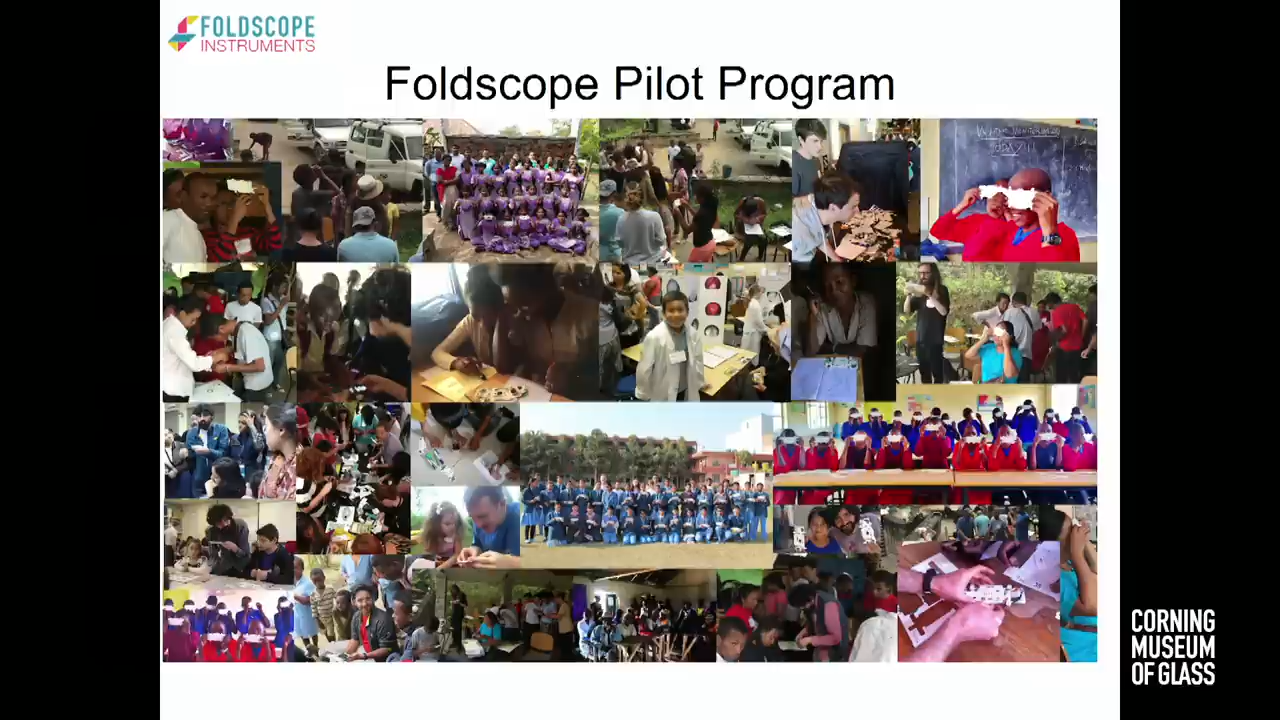 FOLDSCOPE
INSTRUMENTS
Foldscope Pilot Program
CORNING
MUSEUM
OF GLASS